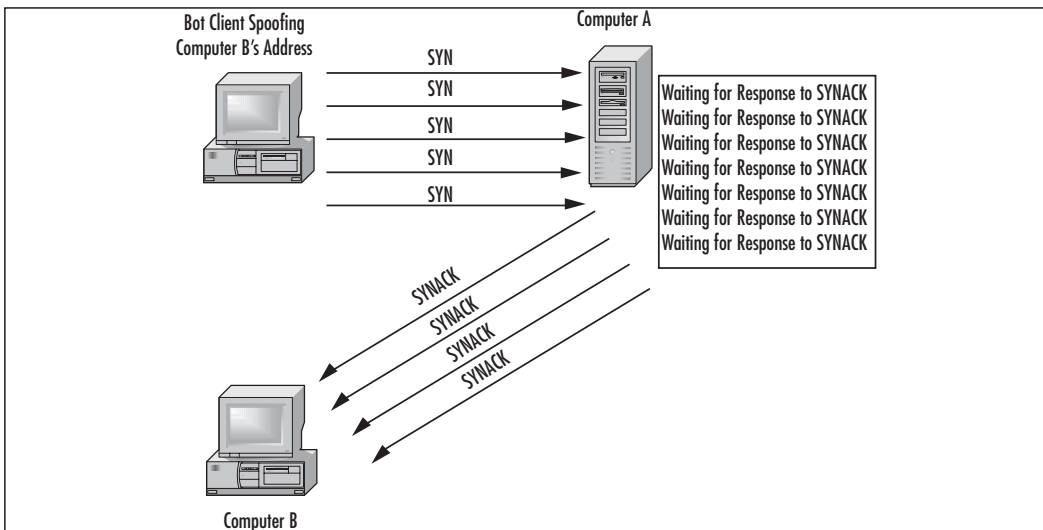 Bot Client Spoofing
Computer B's Address
Computer A
SYN
SYN
SYN
SYN
SYN
Waiting for Response to SYNACK
Waiting for Response to SYNACK
Waiting for Response to SYNACK
Waiting for Response to SYNACK
Waiting for Response to SYNACK
Waiting for Response to SYNACK
Waiting for Response to SYNACK
SYNACK
SYNACK
SYNACK
SYNACK
Computer B